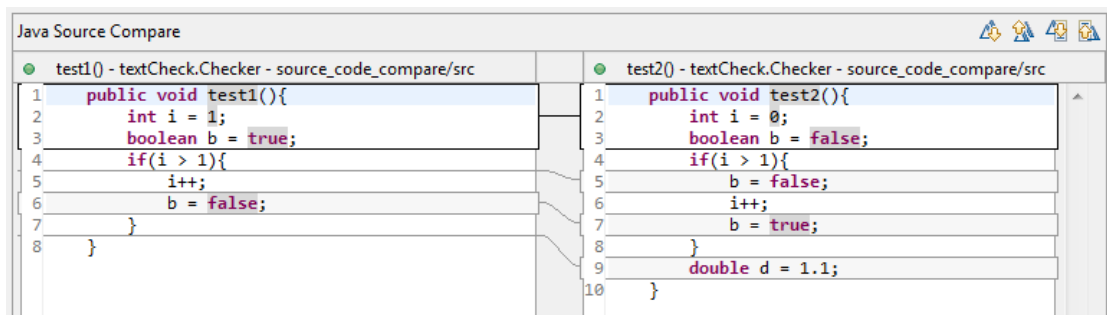 Java Source Compare
test1() - textCheck.Checker - source_code_compare/src
1 public void test1(){
2 int i = 1;
3 boolean b = true;
4 if(i > 1){
5 i++;
6 b = false;
7 }
8 }
test2() - textCheck.Checker - source_code_compare/src
1 public void test2(){
2 int i = 0;
3 boolean b = false;
4 if(i > 1){
5 b = false;
6 i++;
7 b = true;
8 }
9 double d = 1.1;
10 }